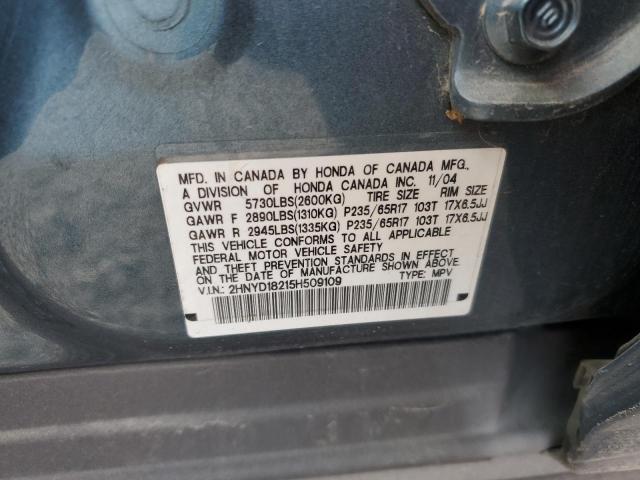 MFD. IN CANADA BY HONDA OF CANADA MFG.,
A DIVISION OF HONDA CANADA INC. 11/04
GVWR 5730LBS(2600KG) TIRE SIZE RIM SIZE
GAWR F 2890LBS(1310KG) P235/65R17 103T 17X6.5JJ
GAWR R 2945LBS(1335KG) P235/65R17 103T 17X6.5JJ
THIS VEHICLE CONFORMS TO ALL APPLICABLE
FEDERAL MOTOR VEHICLE SAFETY
AND THEFT PREVENTION STANDARDS IN EFFECT
ON THE DATE OF MANUFACTURE SHOWN ABOVE.
V.I.N.: 2HNYD18215H509109 TYPE: MPV